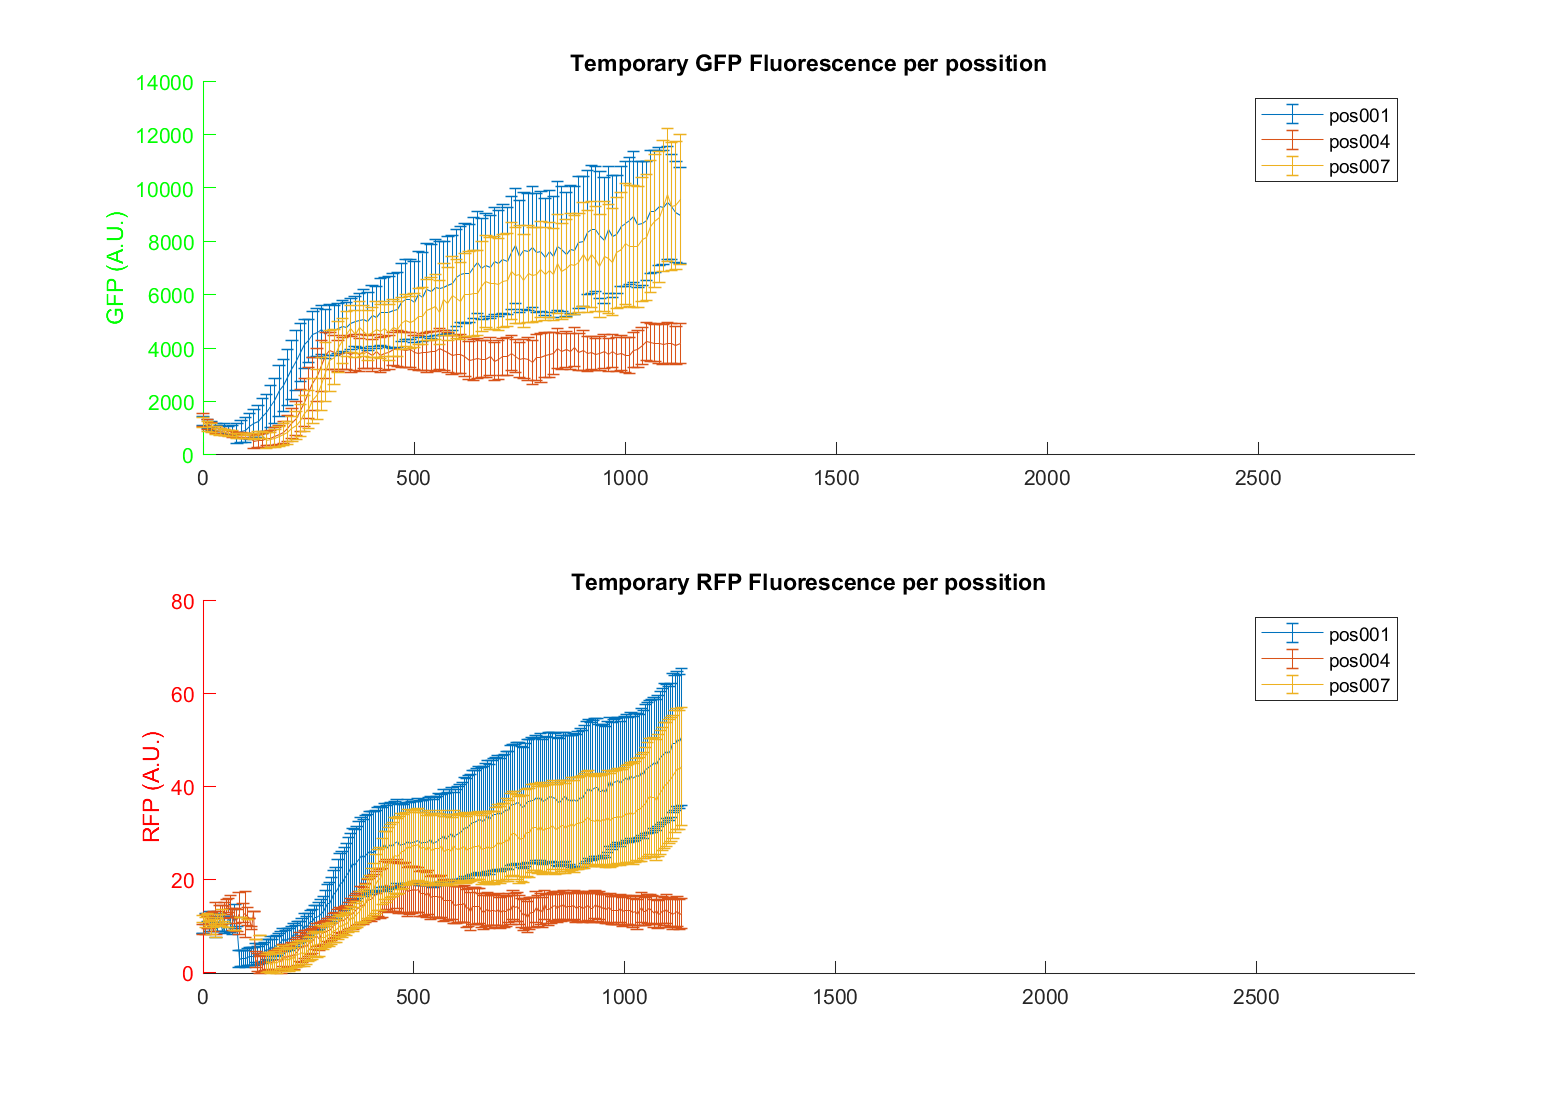 Temporary GFP Fluorescence per possition
GFP (A.U.)
14000
12000
10000
8000
6000
4000
2000
0
0 500 1000 1500 2000 2500
pos001
pos004
pos007
Temporary RFP Fluorescence per possition
RFP (A.U.)
80
60
40
20
0
0 500 1000 1500 2000 2500
pos001
pos004
pos007